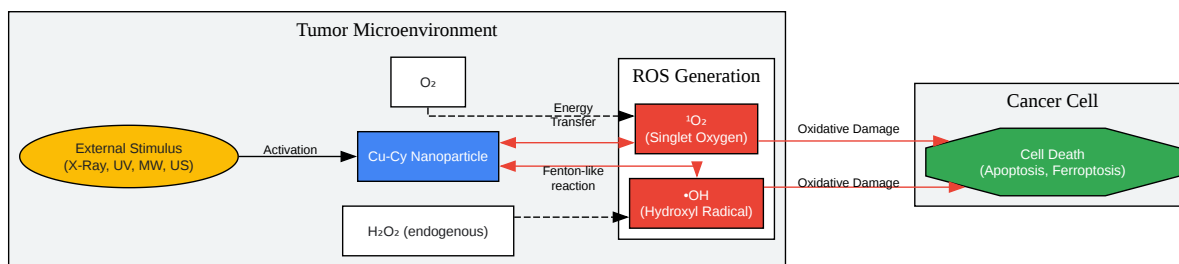 Tumor Microenvironment
O₂
ROS Generation
Energy
Transfer
¹O₂
(Singlet Oxygen)
Oxidative Damage
Cancer Cell
External Stimulus
(X-Ray, UV, MW, US)
Activation
Cu-Cy Nanoparticle
Cell Death
(Apoptosis, Ferroptosis)
Fenton-like
reaction
•OH
(Hydroxyl Radical)
Oxidative Damage
H₂O₂ (endogenous)